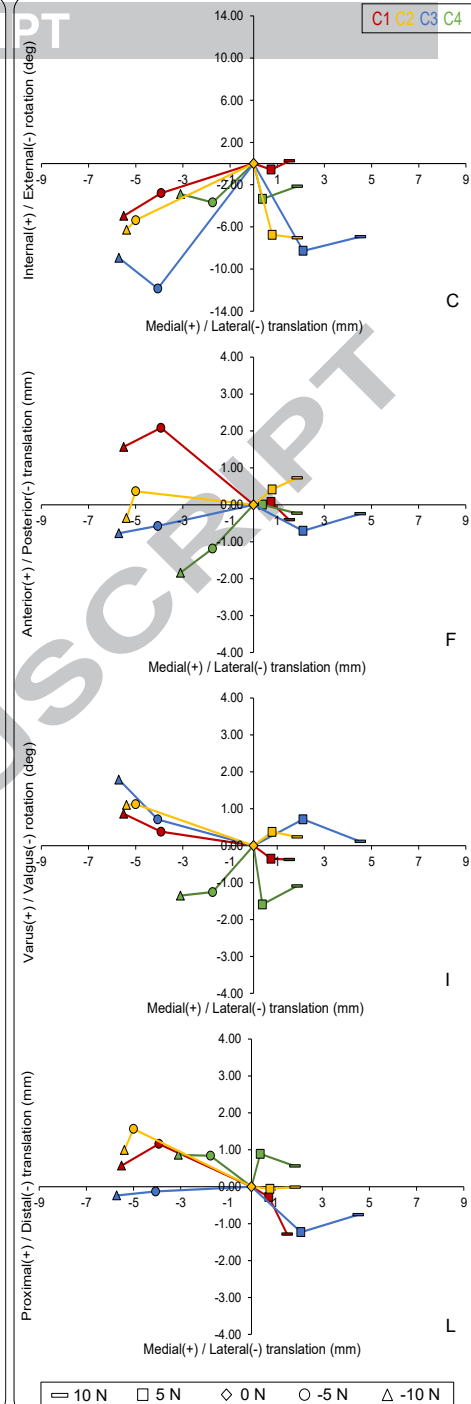 IPT
C1 C2 C3 C4
14.00
10.00
6.00
2.00
-9 -7 -5 -3 -1 1 3 5 7 9
-2.00
-6.00
-10.00
-14.00
Internal(+) / External(-) rotation (deg)
Medial(+) / Lateral(-) translation (mm)
C
4.00
3.00
2.00
1.00
0.00
-9 -7 -5 -3 -1 1 3 5 7 9
-1.00
-2.00
-3.00
-4.00
Anterior(+) / Posterior(-) translation (mm)
Medial(+) / Lateral(-) translation (mm)
F
4.00
3.00
2.00
1.00
0.00
-9 -7 -5 -3 -1 1 3 5 7 9
-1.00
-2.00
-3.00
-4.00
Varus(+) / Valgus(-) rotation (deg)
Medial(+) / Lateral(-) translation (mm)
I
4.00
3.00
2.00
1.00
0.00
-9 -7 -5 -3 -1 1 3 5 7 9
-1.00
-2.00
-3.00
-4.00
Proximal(+) / Distal(-) translation (mm)
Medial(+) / Lateral(-) translation (mm)
L
10 N 5 N 0 N -5 N -10 N
USCRIPT